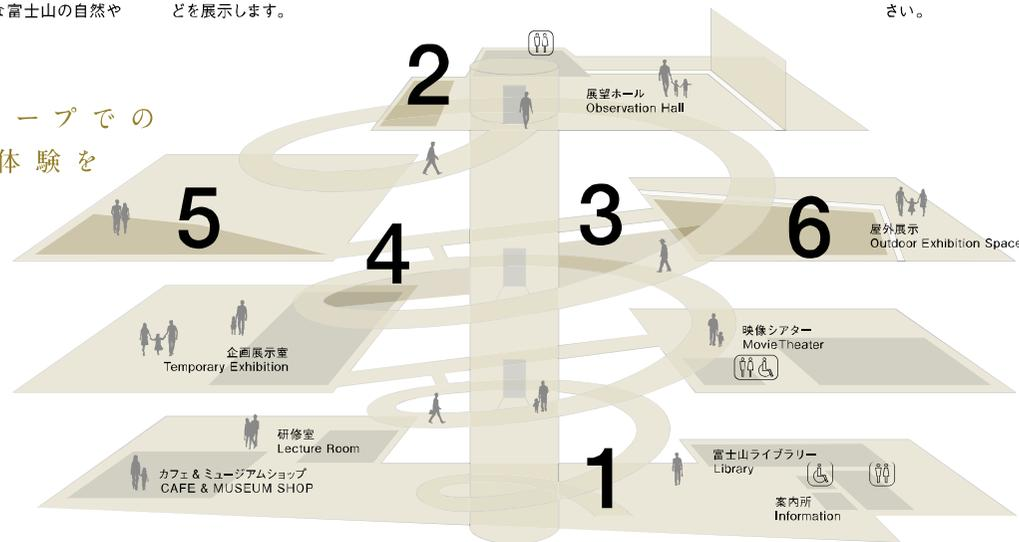 な富士山の自然や
どを展示します。
さい。
ープでの
体験を
2
展望ホール
Observation Hall
5
3
4
6
屋外展示
Outdoor Exhibition Space
企画展示室
Temporary Exhibition
映像シアター
MovieTheater
研修室
Lecture Room
カフェ & ミュージアムショップ
CAFE & MUSEUM SHOP
1
富士山ライブラリー
Library
案内所
Information